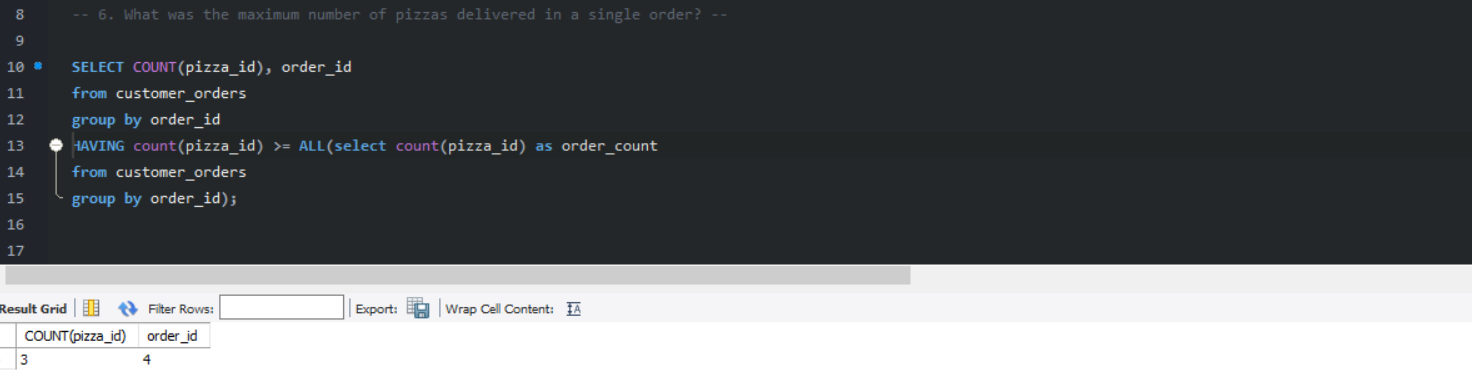 8 -- 6. What was the maximum number of pizzas delivered in a single order? --
9
10 SELECT COUNT(pizza_id), order_id
11 from customer_orders
12 group by order_id
13 HAVING count(pizza_id) >= ALL(select count(pizza_id) as order_count
14 from customer_orders
15 group by order_id);
16
17
Result Grid Filter Rows: Export: Wrap Cell Content: IA
COUNT(pizza_id) order_id
3 4